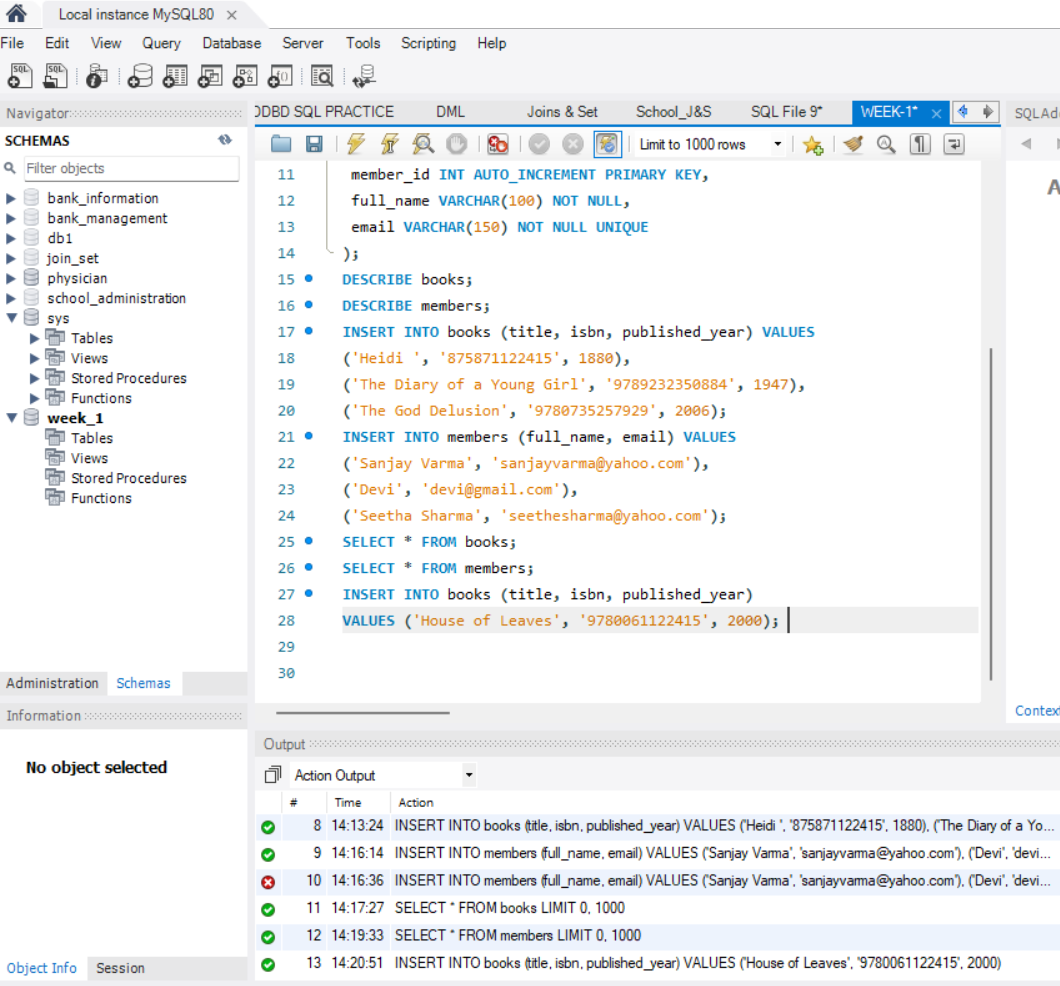 Local instance MySQL80
File Edit View Query Database Server Tools Scripting Help
Navigator
SCHEMAS
Filter objects
bank_information
bank_management
db1
join_set
physician
school_administration
sys
Tables
Views
Stored Procedures
Functions
week_1
Tables
Views
Stored Procedures
Functions
Administration Schemas
Information
No object selected
Object Info Session
DDBD SQL PRACTICE DML Joins & Set School_J&S SQL File 9* WEEK-1*
Limit to 1000 rows
11 member_id INT AUTO_INCREMENT PRIMARY KEY,
12 full_name VARCHAR(100) NOT NULL,
13 email VARCHAR(150) NOT NULL UNIQUE
14 );
15 DESCRIBE books;
16 DESCRIBE members;
17 INSERT INTO books (title, isbn, published_year) VALUES
18 ('Heidi ', '875871122415', 1880),
19 ('The Diary of a Young Girl', '9789232350884', 1947),
20 ('The God Delusion', '9780735257929', 2006);
21 INSERT INTO members (full_name, email) VALUES
22 ('Sanjay Varma', 'sanjayvarma@yahoo.com'),
23 ('Devi', 'devi@gmail.com'),
24 ('Seetha Sharma', 'seethesharma@yahoo.com');
25 SELECT * FROM books;
26 SELECT * FROM members;
27 INSERT INTO books (title, isbn, published_year)
28 VALUES ('House of Leaves', '9780061122415', 2000);
29
30
Output
Action Output
# Time Action
8 14:13:24 INSERT INTO books (title, isbn, published_year) VALUES ('Heidi ', '875871122415', 1880), ('The Diary of a Yo...
9 14:16:14 INSERT INTO members (full_name, email) VALUES ('Sanjay Varma', 'sanjayvarma@yahoo.com'), ('Devi', 'devi...
10 14:16:36 INSERT INTO members (full_name, email) VALUES ('Sanjay Varma', 'sanjayvarma@yahoo.com'), ('Devi', 'devi...
11 14:17:27 SELECT * FROM books LIMIT 0, 1000
12 14:19:33 SELECT * FROM members LIMIT 0, 1000
13 14:20:51 INSERT INTO books (title, isbn, published_year) VALUES ('House of Leaves', '9780061122415', 2000)
SQLAd
A
Context